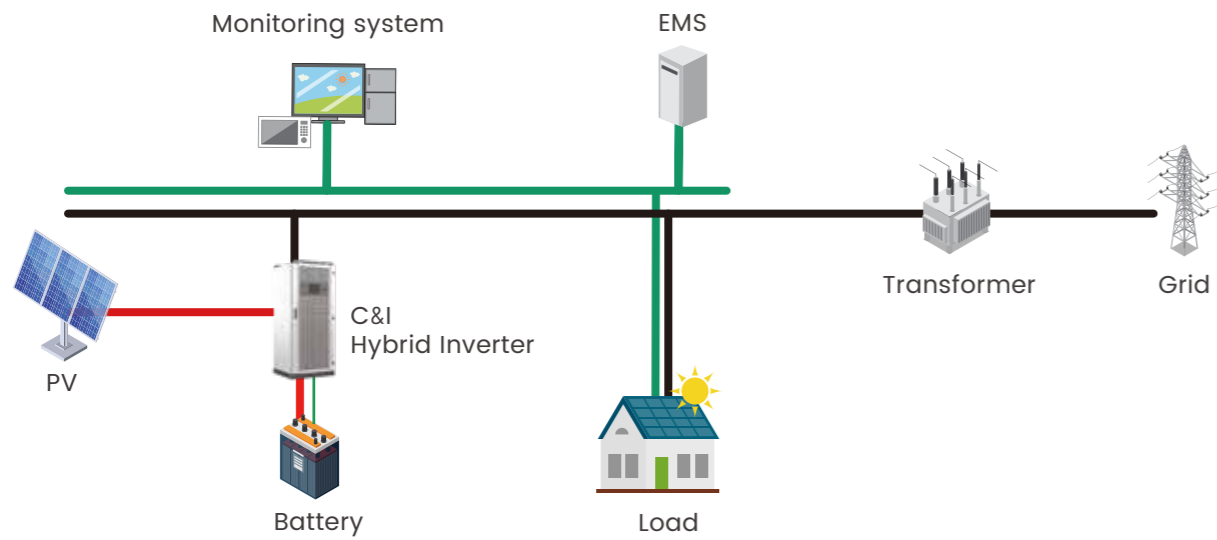 Monitoring system
EMS
Transformer
Grid
C&I
Hybrid Inverter
PV
Battery
Load